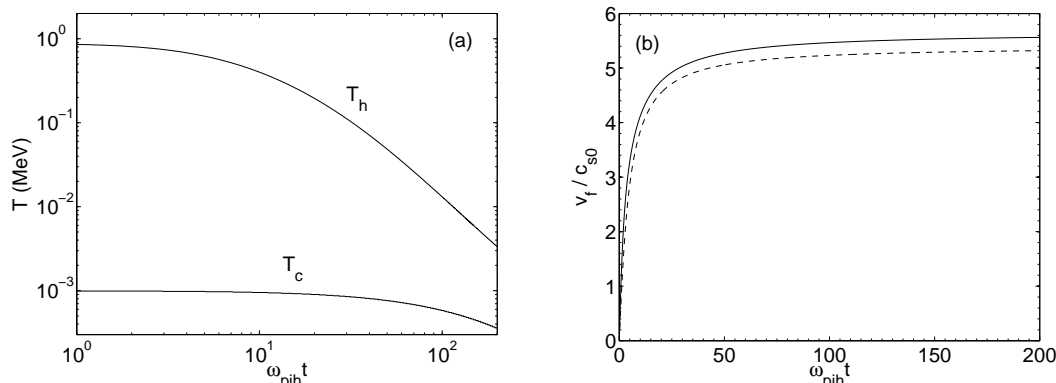 (a)
T (MeV)
10^0
10^-1
10^-2
10^-3
T_h
T_c
10^0 10^1 10^2
ω_pih t
(b)
v_f / c_s0
6
5
4
3
2
1
0
0 50 100 150 200
ω_pih t